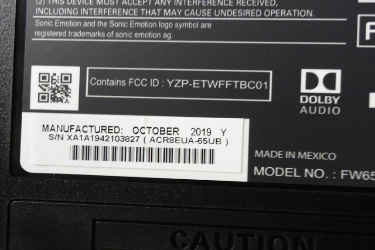 (2) THIS DEVICE MUST ACCEPT ANY INTERFERENCE
INCLUDING INTERFERENCE THAT MAY CAUSE UNDESIRED OPERATION.
Sonic Emotion and the Sonic Emotion logo symbol are
registered trademarks of sonic emotion ag.
Contains FCC ID : YZP-ETWFFTBC01
DOLBY
AUDIO
MANUFACTURED: OCTOBER 2019 Y
S/N XA1A1942103827 ( ACR8EUA-65UB )
MADE IN MEXICO
MODEL NO. : FW65
CAUTION